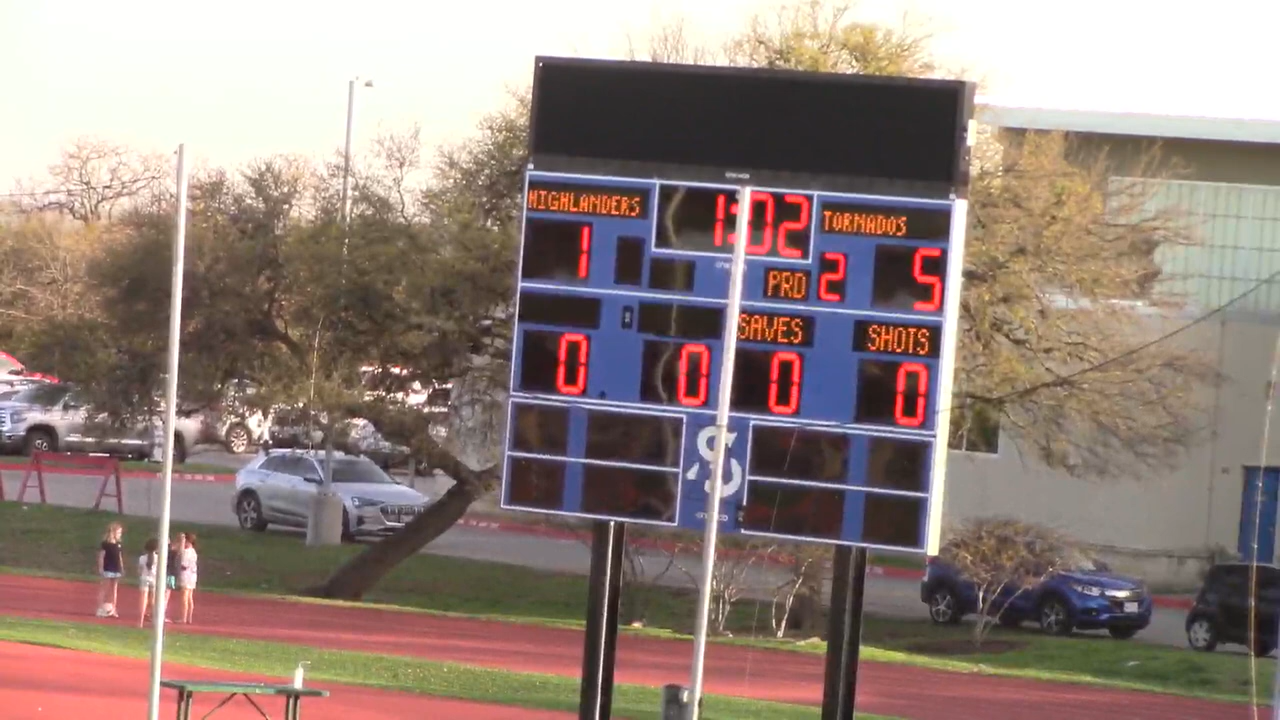 HIGHLANDERS 1:02 TORNADOS
1 PRD 2 5
SAVES SHOTS
0 0 0 0